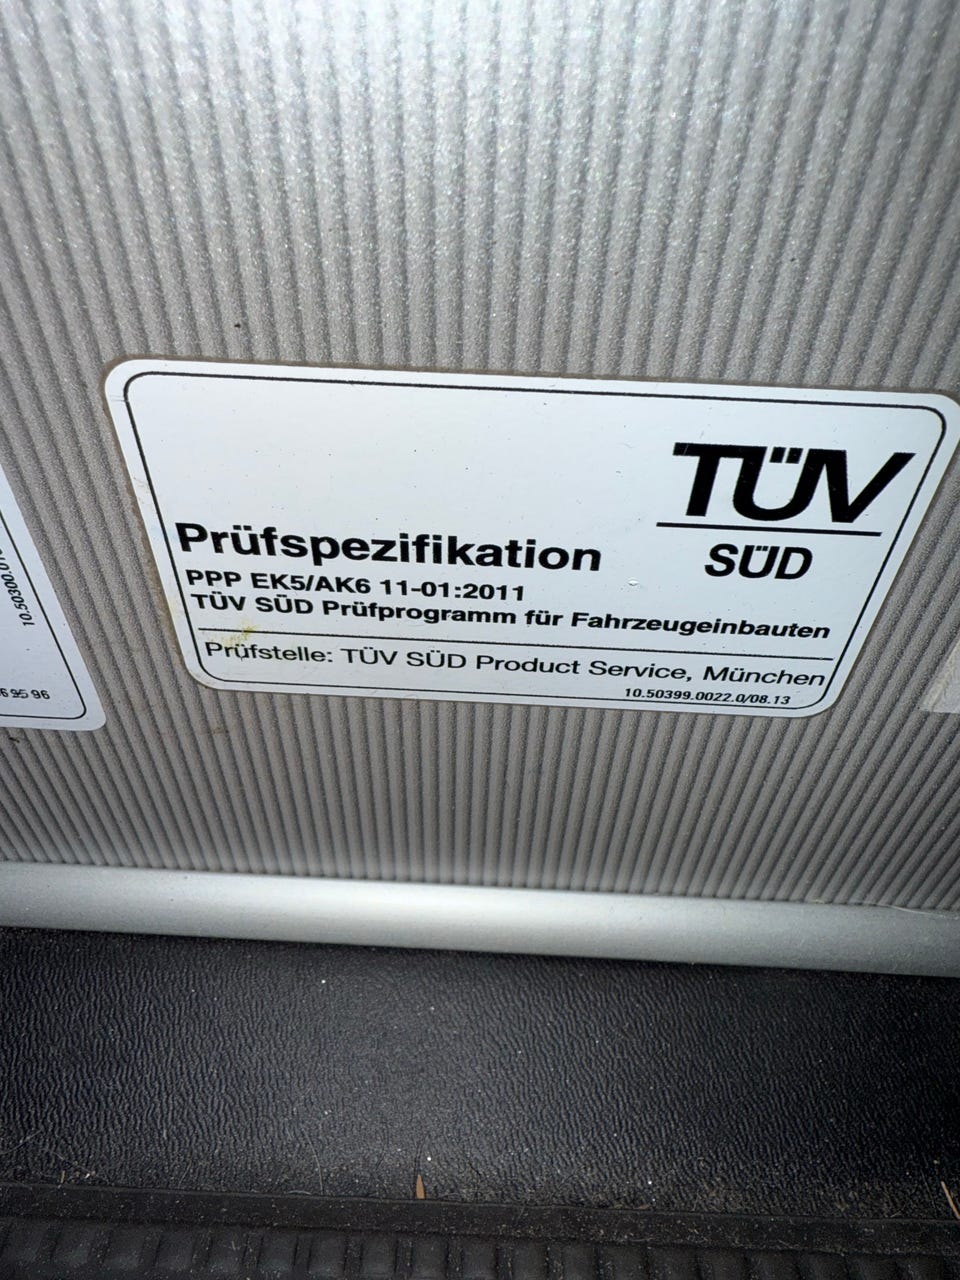 TÜV
SÜD
Prüfspezifikation
PPP EK5/AK6 11-01:2011
TÜV SÜD Prüfprogramm für Fahrzeugeinbauten
Prüfstelle: TÜV SÜD Product Service, München
10.50399.0022.0/08.13